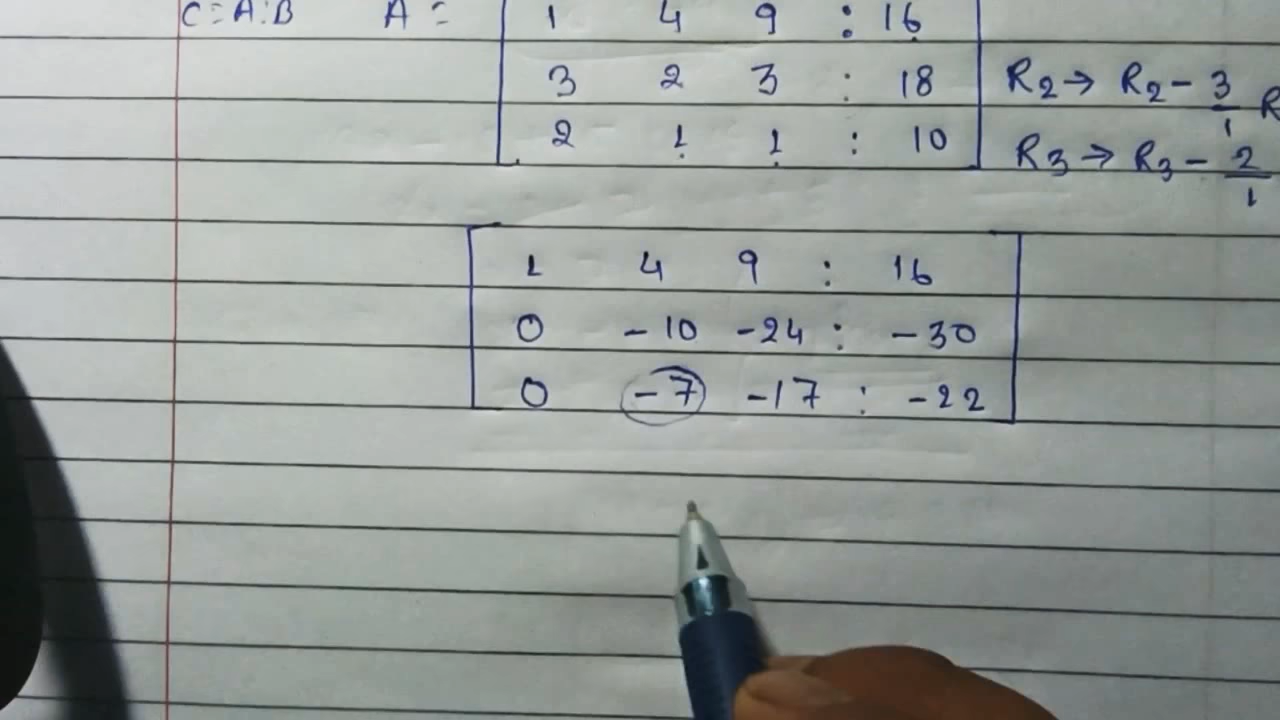 C = A:B A = 1 4 9 : 16
3 2 3 : 18 R2 → R2 - 3/1 R
2 1 1 : 10 R3 → R3 - 2/1
1 4 9 : 16
0 -10 -24 : -30
0 -7 -17 : -22